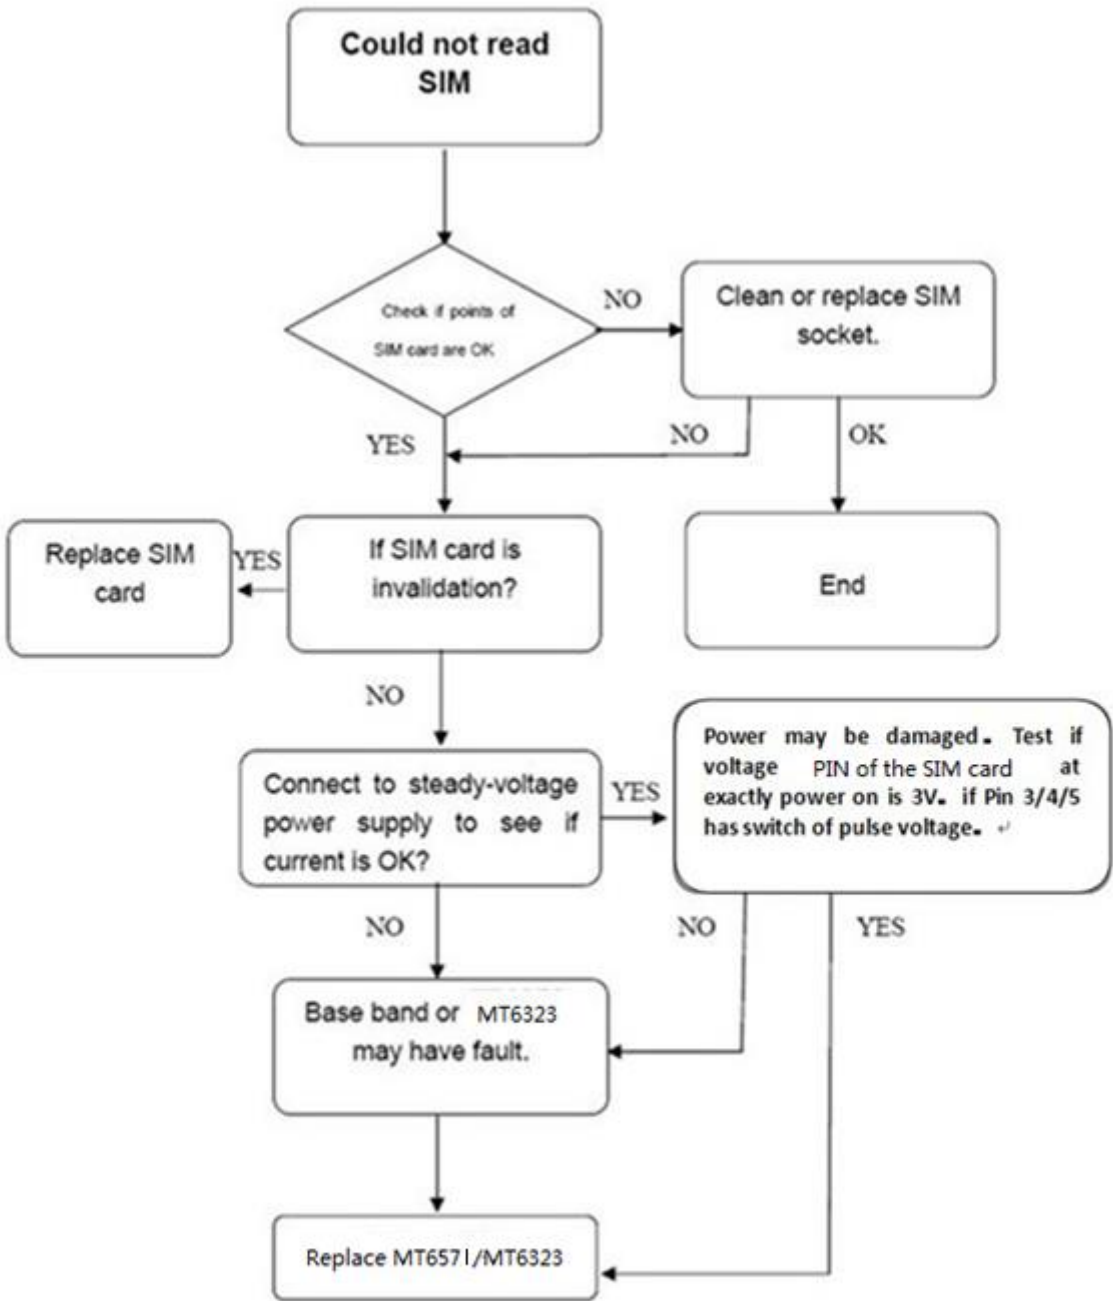 Could not read
SIM
Check if points of
SIM card are OK
NO
Clean or replace SIM
socket.
YES
NO
OK
Replace SIM
card
YES
If SIM card is
invalidation?
End
NO
Connect to steady-voltage
power supply to see if
current is OK?
YES
Power may be damaged. Test if
voltage PIN of the SIM card at
exactly power on is 3V. if Pin 3/4/5
has switch of pulse voltage. ↵
NO
NO
YES
Base band or MT6323
may have fault.
Replace MT6571/MT6323